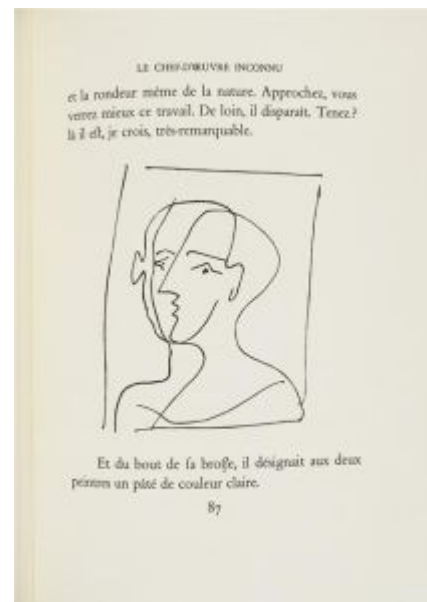 LE CHEF-D'ŒUVRE INCONNU
et la rondeur même de la nature. Approchez, vous
verrez mieux ce travail. De loin, il disparaît. Tenez?
là il eſt, je crois, très-remarquable.
Et du bout de ſa broſſe, il déſignait aux deux
peintres un pâté de couleur claire.
87